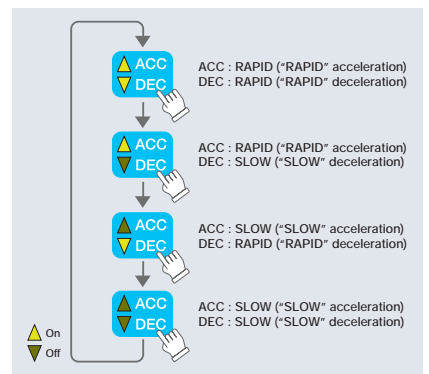 ACC
DEC
ACC : RAPID (“RAPID” acceleration)
DEC : RAPID (“RAPID” deceleration)
ACC
DEC
ACC : RAPID (“RAPID” acceleration)
DEC : SLOW (“SLOW” deceleration)
ACC
DEC
ACC : SLOW (“SLOW” acceleration)
DEC : RAPID (“RAPID” deceleration)
ACC
DEC
ACC : SLOW (“SLOW” acceleration)
DEC : SLOW (“SLOW” deceleration)
On
Off